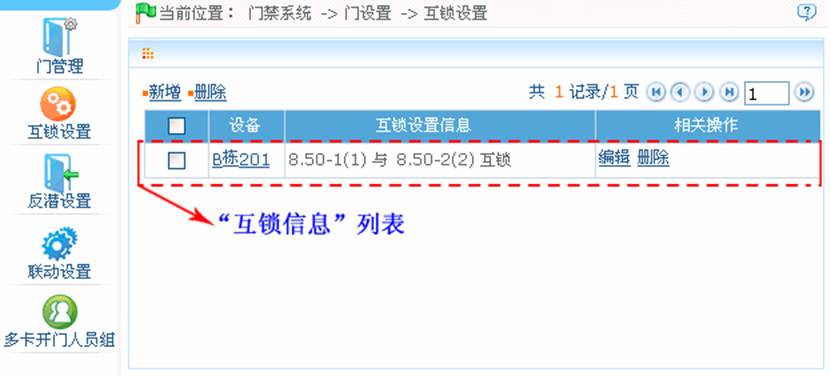 当前位置： 门禁系统 -> 门设置 -> 互锁设置
门管理
互锁设置
反潜设置
联动设置
多卡开门人员组
新增 删除
共 1 记录/1 页 1
设备 互锁设置信息 相关操作
B栋201 8.50-1(1) 与 8.50-2(2) 互锁 编辑 删除
“互锁信息”列表